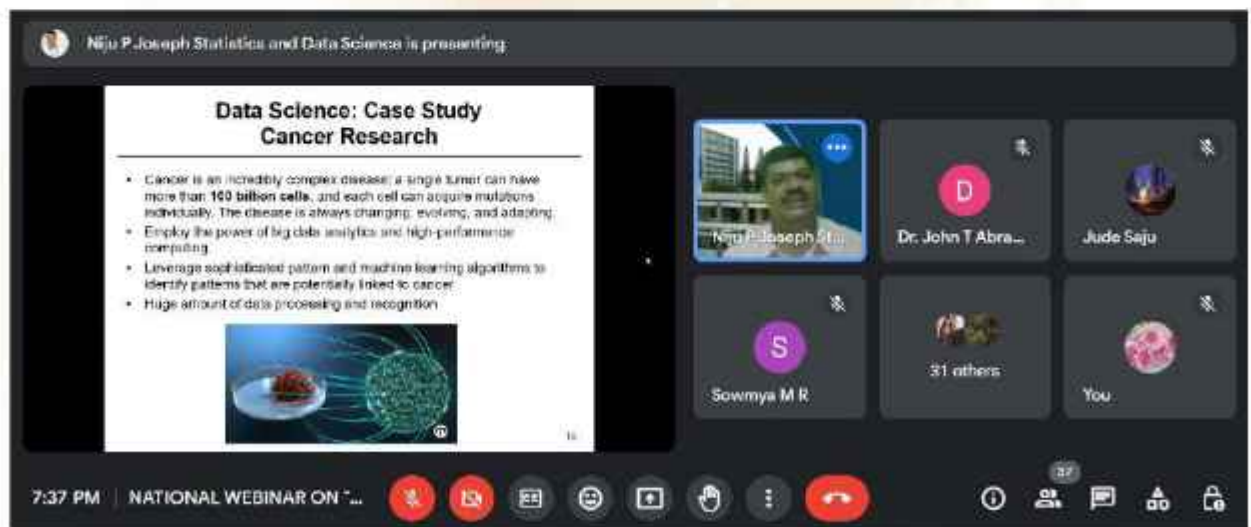 Niju P Joseph Statistics and Data Science is presenting
Data Science: Case Study
Cancer Research
• Cancer is an incredibly complex disease; a single tumor can have
more than 100 billion cells, and each cell can acquire mutations
individually. The disease is always changing, evolving, and adapting.
• Employ the power of big data analytics and high-performance
computing.
• Leverage sophisticated pattern and machine learning algorithms to
identify patterns that are potentially linked to cancer
• Huge amount of data processing and recognition
Niju P Joseph St...
Dr. John T Abra...
Jude Saju
S
D
Sowmya M R
31 others
You
7:37 PM | NATIONAL WEBINAR ON "...
37